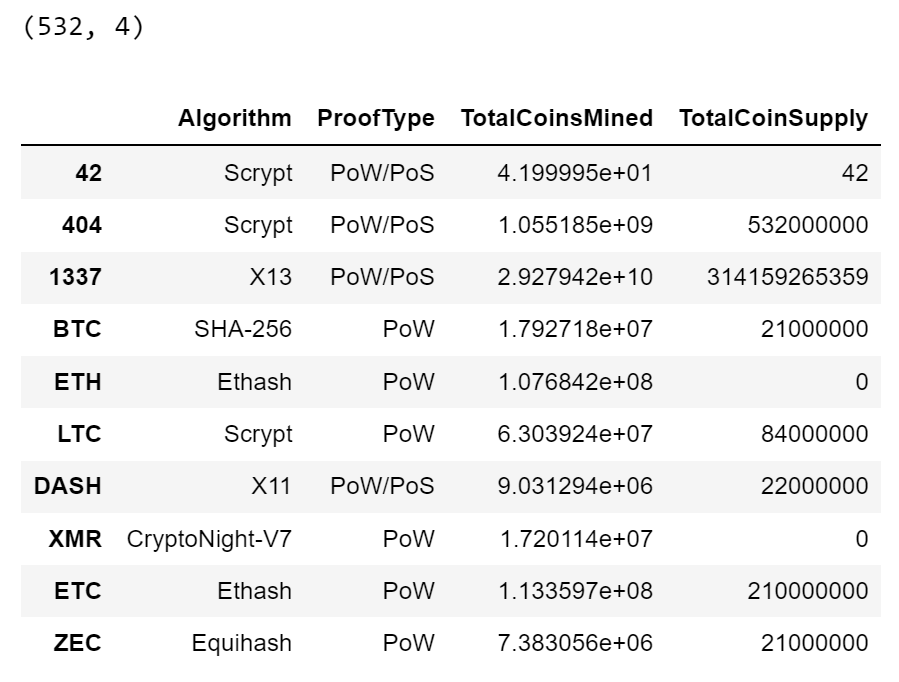 (532, 4)
Algorithm ProofType TotalCoinsMined TotalCoinSupply
42 Scrypt PoW/PoS 4.199995e+01 42
404 Scrypt PoW/PoS 1.055185e+09 532000000
1337 X13 PoW/PoS 2.927942e+10 314159265359
BTC SHA-256 PoW 1.792718e+07 21000000
ETH Ethash PoW 1.076842e+08 0
LTC Scrypt PoW 6.303924e+07 84000000
DASH X11 PoW/PoS 9.031294e+06 22000000
XMR CryptoNight-V7 PoW 1.720114e+07 0
ETC Ethash PoW 1.133597e+08 210000000
ZEC Equihash PoW 7.383056e+06 21000000